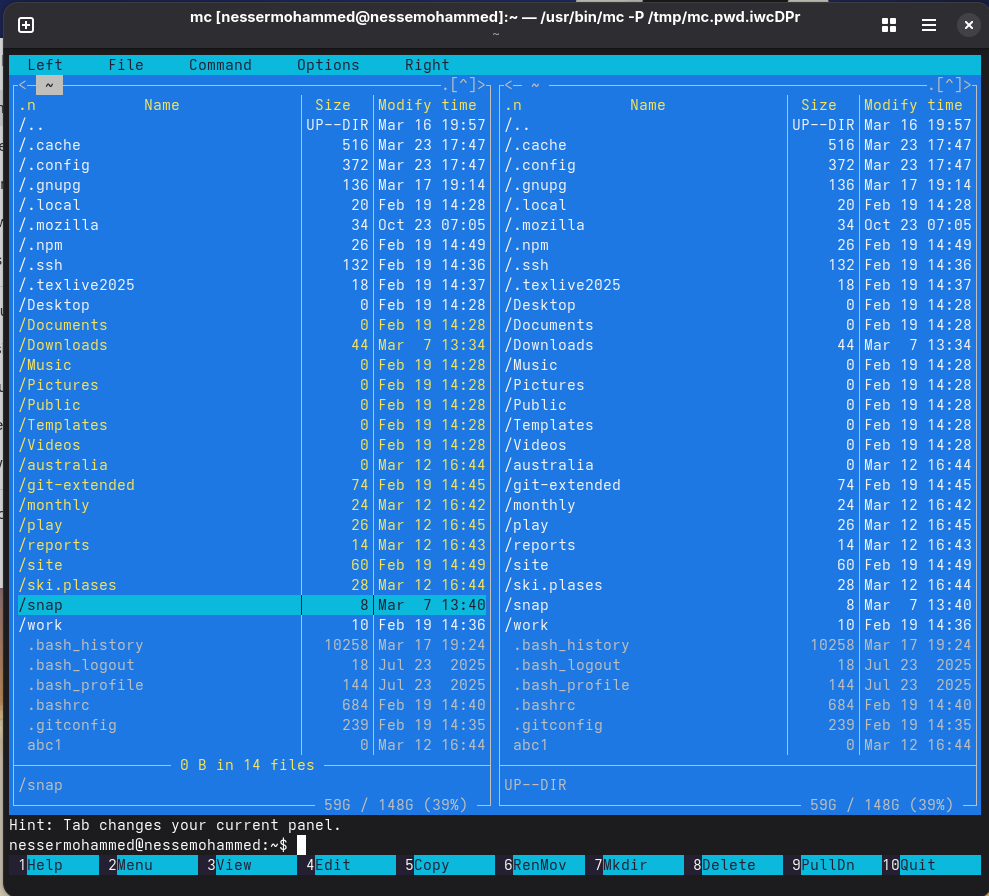 mc [nessermohammed@nessemohammed]:~ — /usr/bin/mc -P /tmp/mc.pwd.iwcDPr
~
Left File Command Options Right
<— ~ .[^]> <— ~ .[^]>
.n Name Size Modify time .n Name Size Modify time
/.. UP--DIR Mar 16 19:57 /.. UP--DIR Mar 16 19:57
/.cache 516 Mar 23 17:47 /.cache 516 Mar 23 17:47
/.config 372 Mar 23 17:47 /.config 372 Mar 23 17:47
/.gnupg 136 Mar 17 19:14 /.gnupg 136 Mar 17 19:14
/.local 20 Feb 19 14:28 /.local 20 Feb 19 14:28
/.mozilla 34 Oct 23 07:05 /.mozilla 34 Oct 23 07:05
/.npm 26 Feb 19 14:49 /.npm 26 Feb 19 14:49
/.ssh 132 Feb 19 14:36 /.ssh 132 Feb 19 14:36
/.texlive2025 18 Feb 19 14:37 /.texlive2025 18 Feb 19 14:37
/Desktop 0 Feb 19 14:28 /Desktop 0 Feb 19 14:28
/Documents 0 Feb 19 14:28 /Documents 0 Feb 19 14:28
/Downloads 44 Mar 7 13:34 /Downloads 44 Mar 7 13:34
/Music 0 Feb 19 14:28 /Music 0 Feb 19 14:28
/Pictures 0 Feb 19 14:28 /Pictures 0 Feb 19 14:28
/Public 0 Feb 19 14:28 /Public 0 Feb 19 14:28
/Templates 0 Feb 19 14:28 /Templates 0 Feb 19 14:28
/Videos 0 Feb 19 14:28 /Videos 0 Feb 19 14:28
/australia 0 Mar 12 16:44 /australia 0 Mar 12 16:44
/git-extended 74 Feb 19 14:45 /git-extended 74 Feb 19 14:45
/monthly 24 Mar 12 16:42 /monthly 24 Mar 12 16:42
/play 26 Mar 12 16:45 /play 26 Mar 12 16:45
/reports 14 Mar 12 16:43 /reports 14 Mar 12 16:43
/site 60 Feb 19 14:49 /site 60 Feb 19 14:49
/ski.plases 28 Mar 12 16:44 /ski.plases 28 Mar 12 16:44
/snap 8 Mar 7 13:40 /snap 8 Mar 7 13:40
/work 10 Feb 19 14:36 /work 10 Feb 19 14:36
.bash_history 10258 Mar 17 19:24 .bash_history 10258 Mar 17 19:24
.bash_logout 18 Jul 23 2025 .bash_logout 18 Jul 23 2025
.bash_profile 144 Jul 23 2025 .bash_profile 144 Jul 23 2025
.bashrc 684 Feb 19 14:40 .bashrc 684 Feb 19 14:40
.gitconfig 239 Feb 19 14:35 .gitconfig 239 Feb 19 14:35
abc1 0 Mar 12 16:44 abc1 0 Mar 12 16:44
0 B in 14 files
/snap UP--DIR
59G / 148G (39%) 59G / 148G (39%)
Hint: Tab changes your current panel.
nessermohammed@nessemohammed:~$
1Help 2Menu 3View 4Edit 5Copy 6RenMov 7Mkdir 8Delete 9PullDn 10Quit